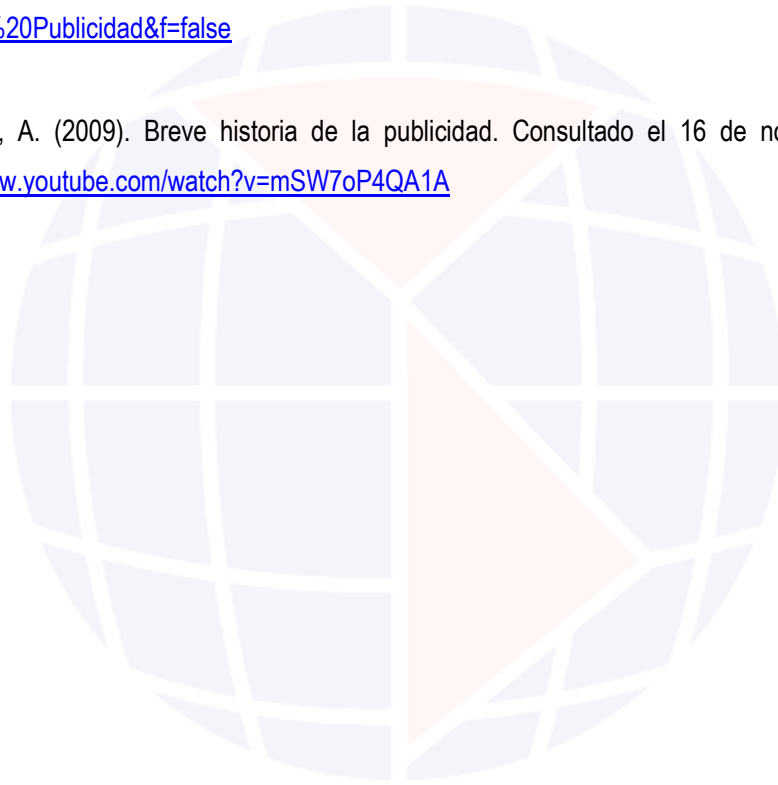 %20Publicidad&f=false
, A. (2009). Breve historia de la publicidad. Consultado el 16 de no
w.youtube.com/watch?v=mSW7oP4QA1A